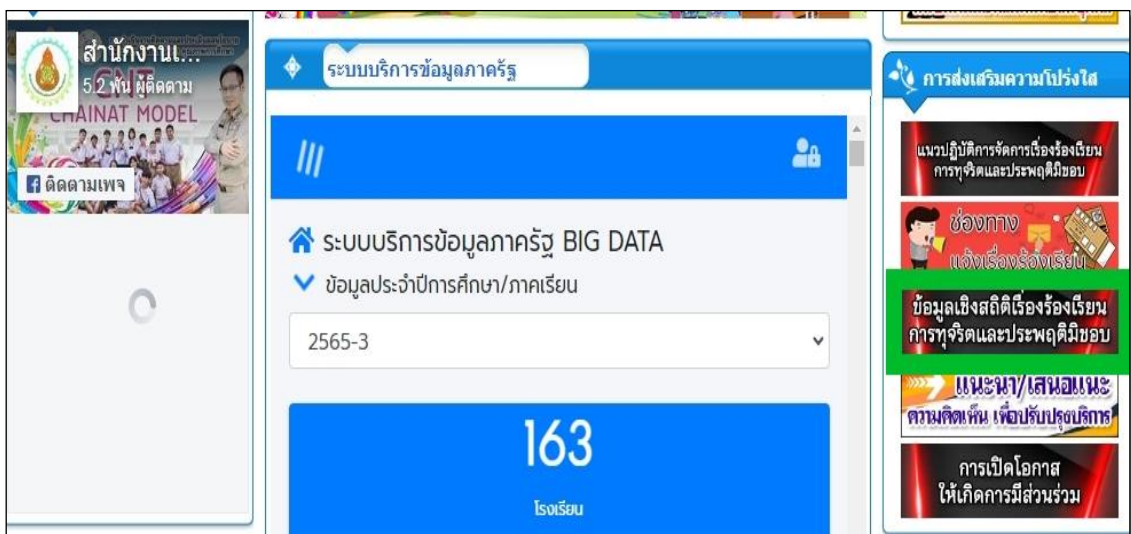 สำนักงานเ...
5.2 พัน ผู้ติดตาม
CNT
CHAINAT MODEL
ติดตามเพจ
ระบบบริการข้อมูลภาครัฐ
ระบบบริการข้อมูลภาครัฐ BIG DATA
ข้อมูลประจำปีการศึกษา/ภาคเรียน
2565-3
163
โรงเรียน
การส่งเสริมความโปร่งใส
แนวปฏิบัติการจัดการเรื่องร้องเรียน
การทุจริตและประพฤติมิชอบ
ช่องทาง
แจ้งเรื่องร้องเรียน
ข้อมูลเชิงสถิติเรื่องร้องเรียน
การทุจริตและประพฤติมิชอบ
แนะนำ/เสนอแนะ
ความคิดเห็น เพื่อปรับปรุงบริการ
การเปิดโอกาส
ให้เกิดการมีส่วนร่วม